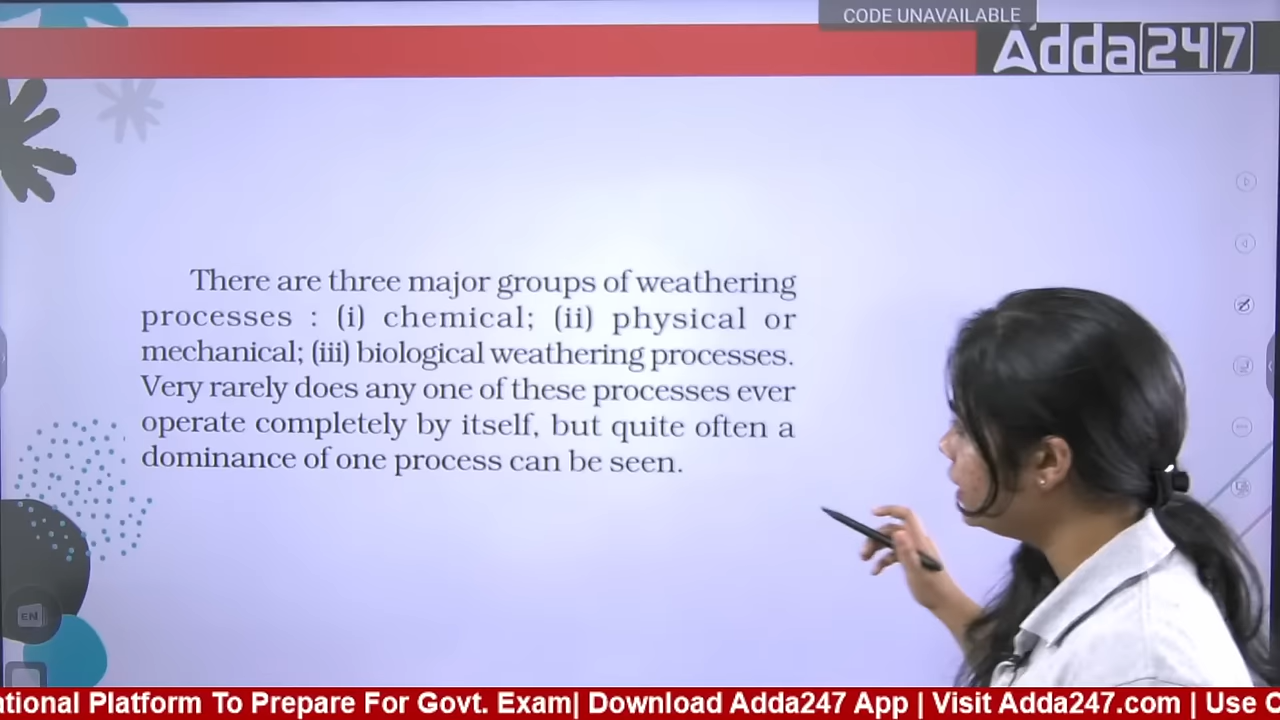 CODE UNAVAILABLE
Adda247
There are three major groups of weathering
processes : (i) chemical; (ii) physical or
mechanical; (iii) biological weathering processes.
Very rarely does any one of these processes ever
operate completely by itself, but quite often a
dominance of one process can be seen.
EN
ational Platform To Prepare For Govt. Exam| Download Adda247 App | Visit Adda247.com | Use C